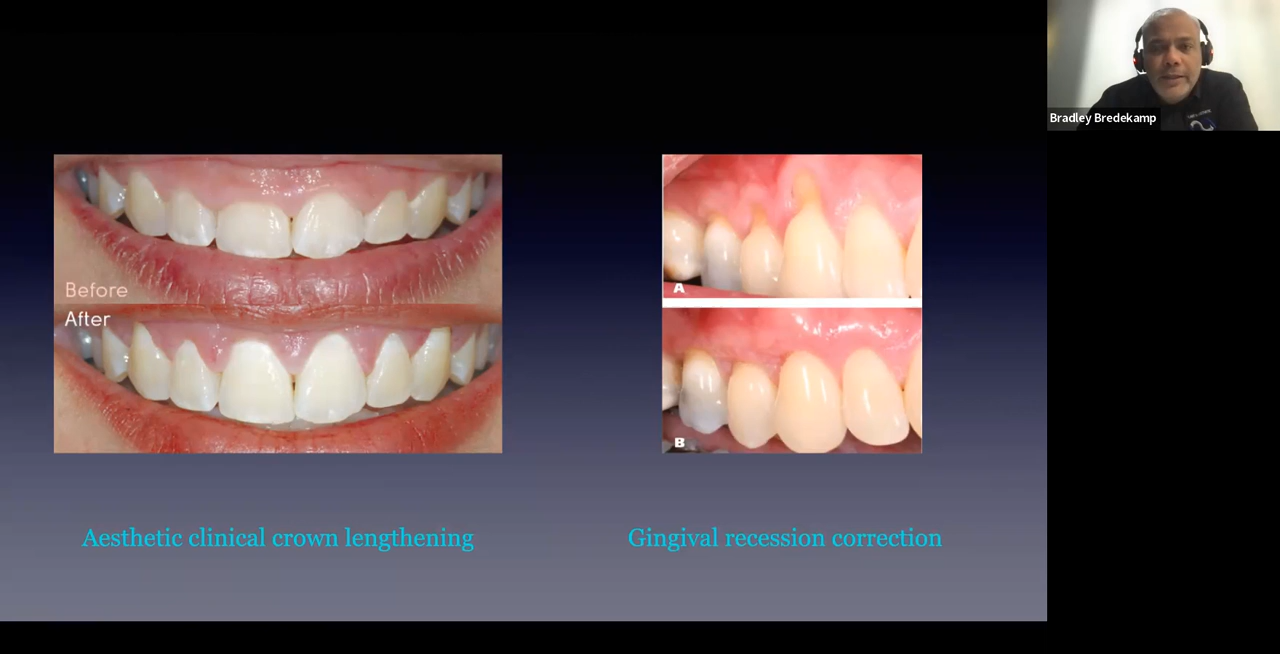 Bradley Bredekamp
Before
After
A
B
Aesthetic clinical crown lengthening
Gingival recession correction